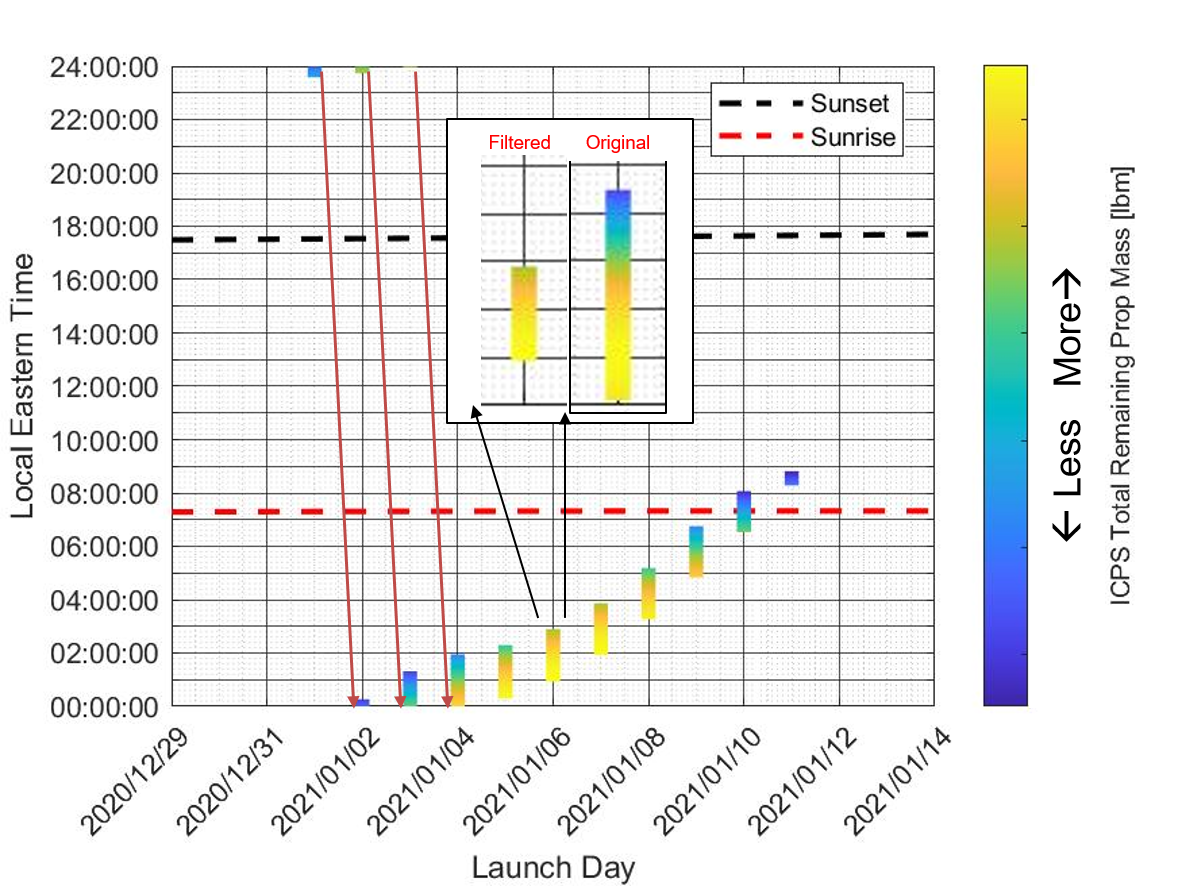 24:00:00
22:00:00
20:00:00
18:00:00
16:00:00
14:00:00
12:00:00
10:00:00
08:00:00
06:00:00
04:00:00
02:00:00
00:00:00
Local Eastern Time
Filtered
Original
Sunset
Sunrise
2020/12/29
2020/12/31
2021/01/02
2021/01/04
2021/01/06
2021/01/08
2021/01/10
2021/01/12
2021/01/14
Launch Day
← Less More→
ICPS Total Remaining Prop Mass [lbm]